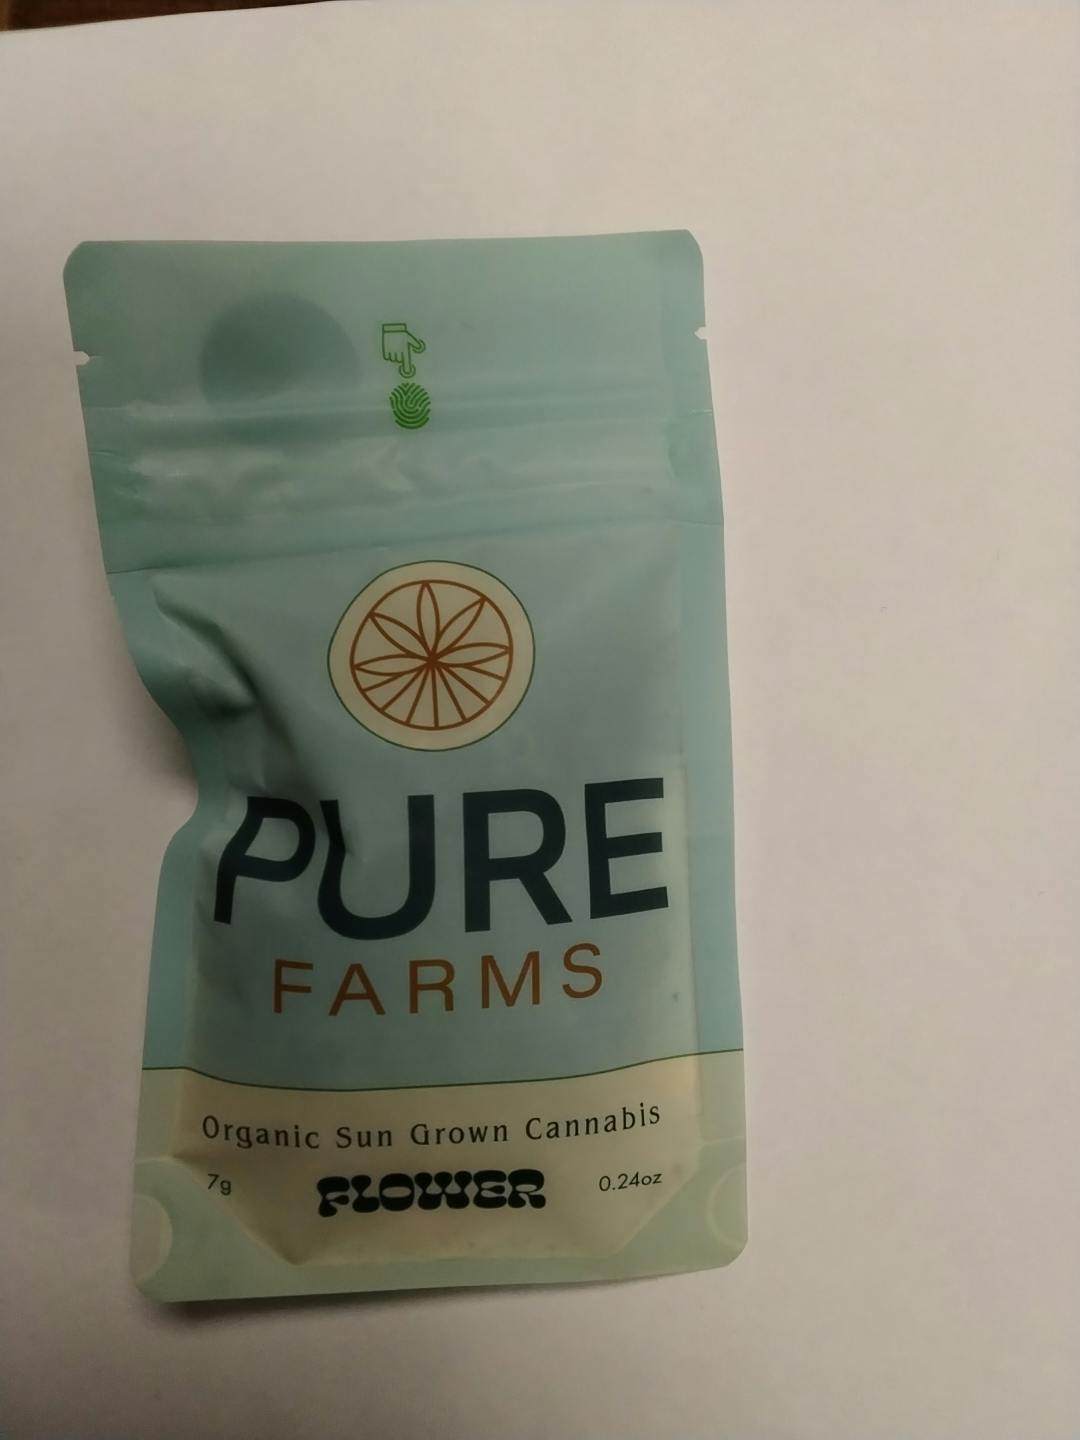 PURE
FARMS
Organic Sun Grown Cannabis
7g FLOWER 0.24oz